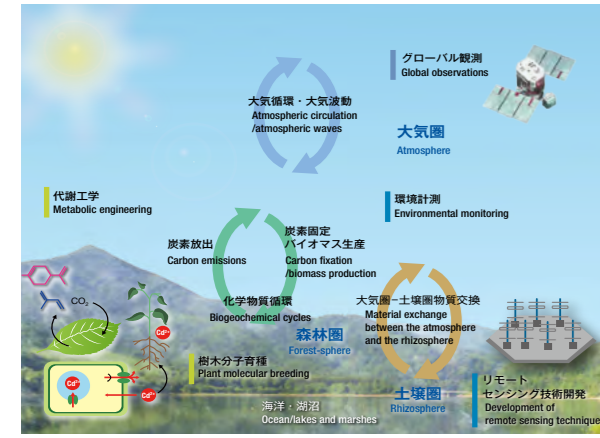 グローバル観測
Global observations
大気循環・大気波動
Atmospheric circulation
/atmospheric waves
大気圏
Atmosphere
代謝工学
Metabolic engineering
環境計測
Environmental monitoring
炭素放出
Carbon emissions
炭素固定
バイオマス生産
Carbon fixation
/biomass production
CO₂
化学物質循環
Biogeochemical cycles
大気圏−土壌圏物質交換
Material exchange
between the atmosphere
and the rhizosphere
森林圏
Forest-sphere
Cd²⁺
樹木分子育種
Plant molecular breeding
Cd²⁺
Cd²⁺
土壌圏
Rhizosphere
海洋・湖沼
Ocean/lakes and marshes
リモート
センシング技術開発
Development of
remote sensing technique